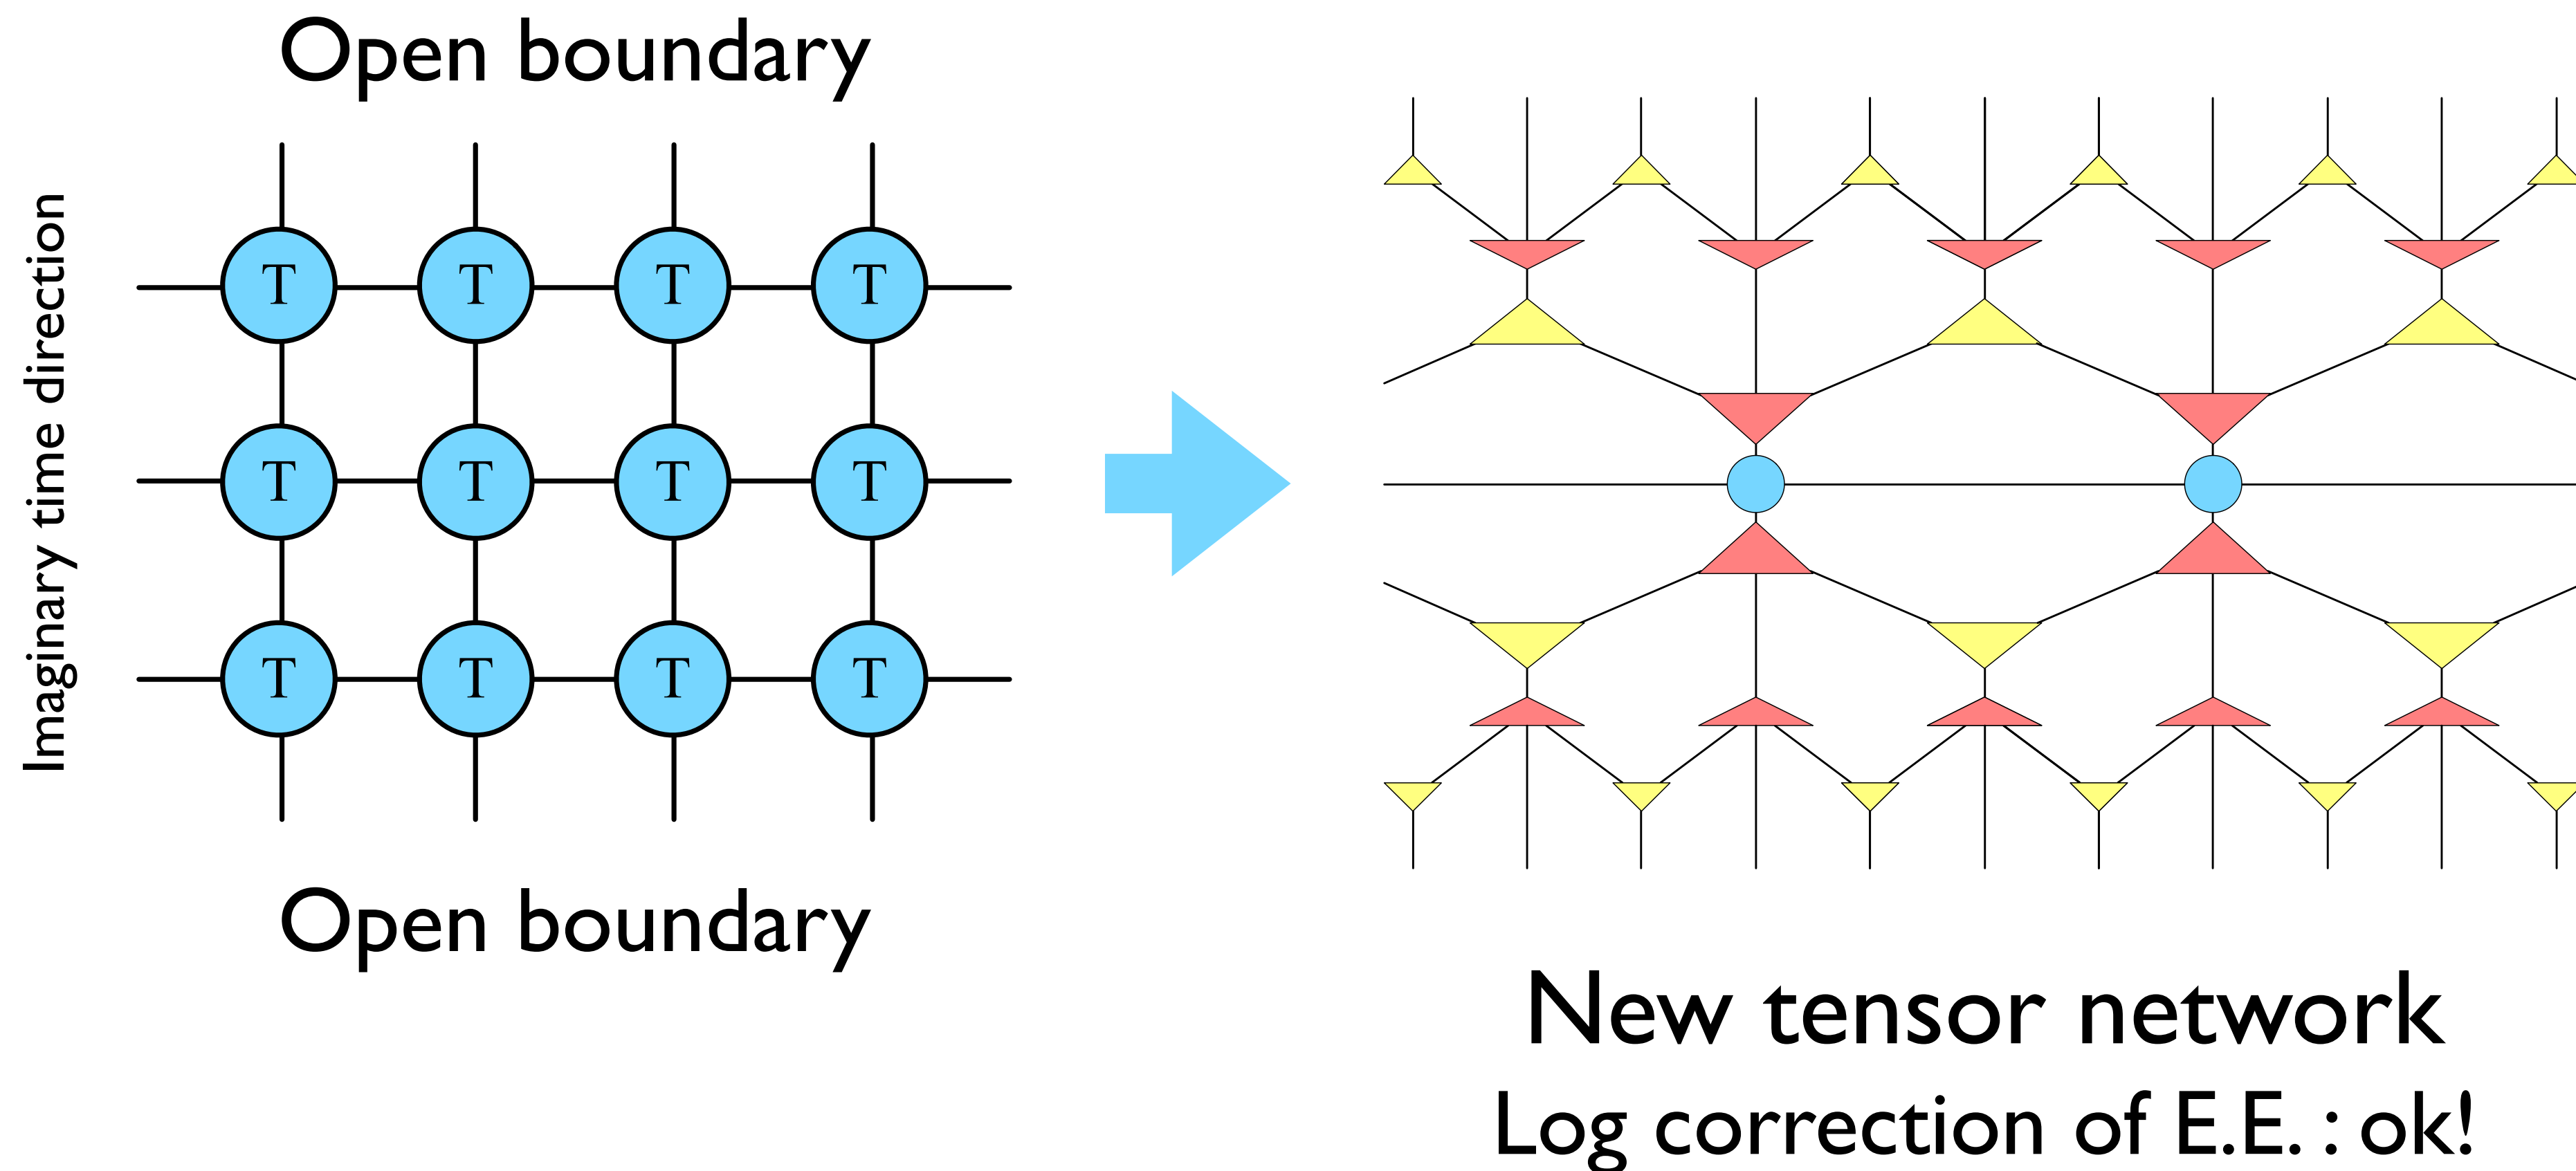 Open boundary
Imaginary time direction
T T T T
T T T T
T T T T
Open boundary
New tensor network
Log correction of E.E. : ok!